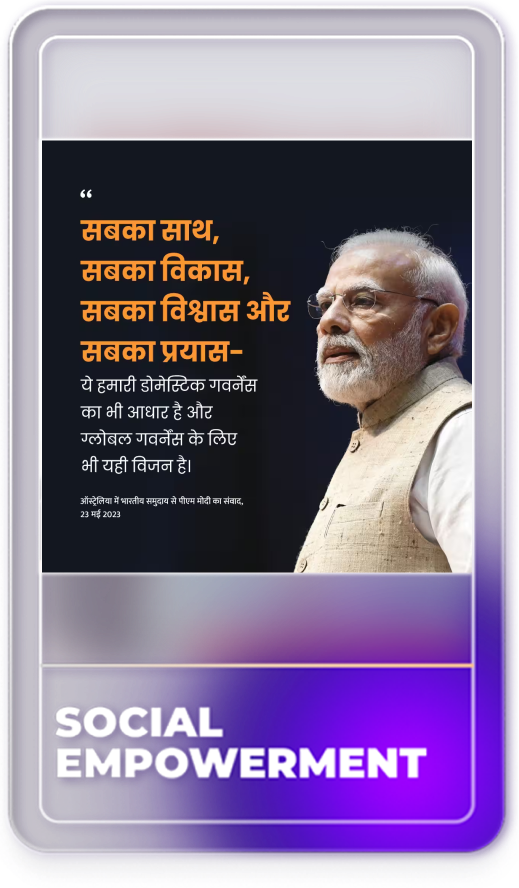 “
सबका साथ,
सबका विकास,
सबका विश्वास और
सबका प्रयास-
ये हमारी डोमेस्टिक गवर्नेंस
का भी आधार है और
ग्लोबल गवर्नेंस के लिए
भी यही विजन है।
ऑस्ट्रेलिया में भारतीय समुदाय से पीएम मोदी का संवाद,
23 मई 2023
SOCIAL
EMPOWERMENT